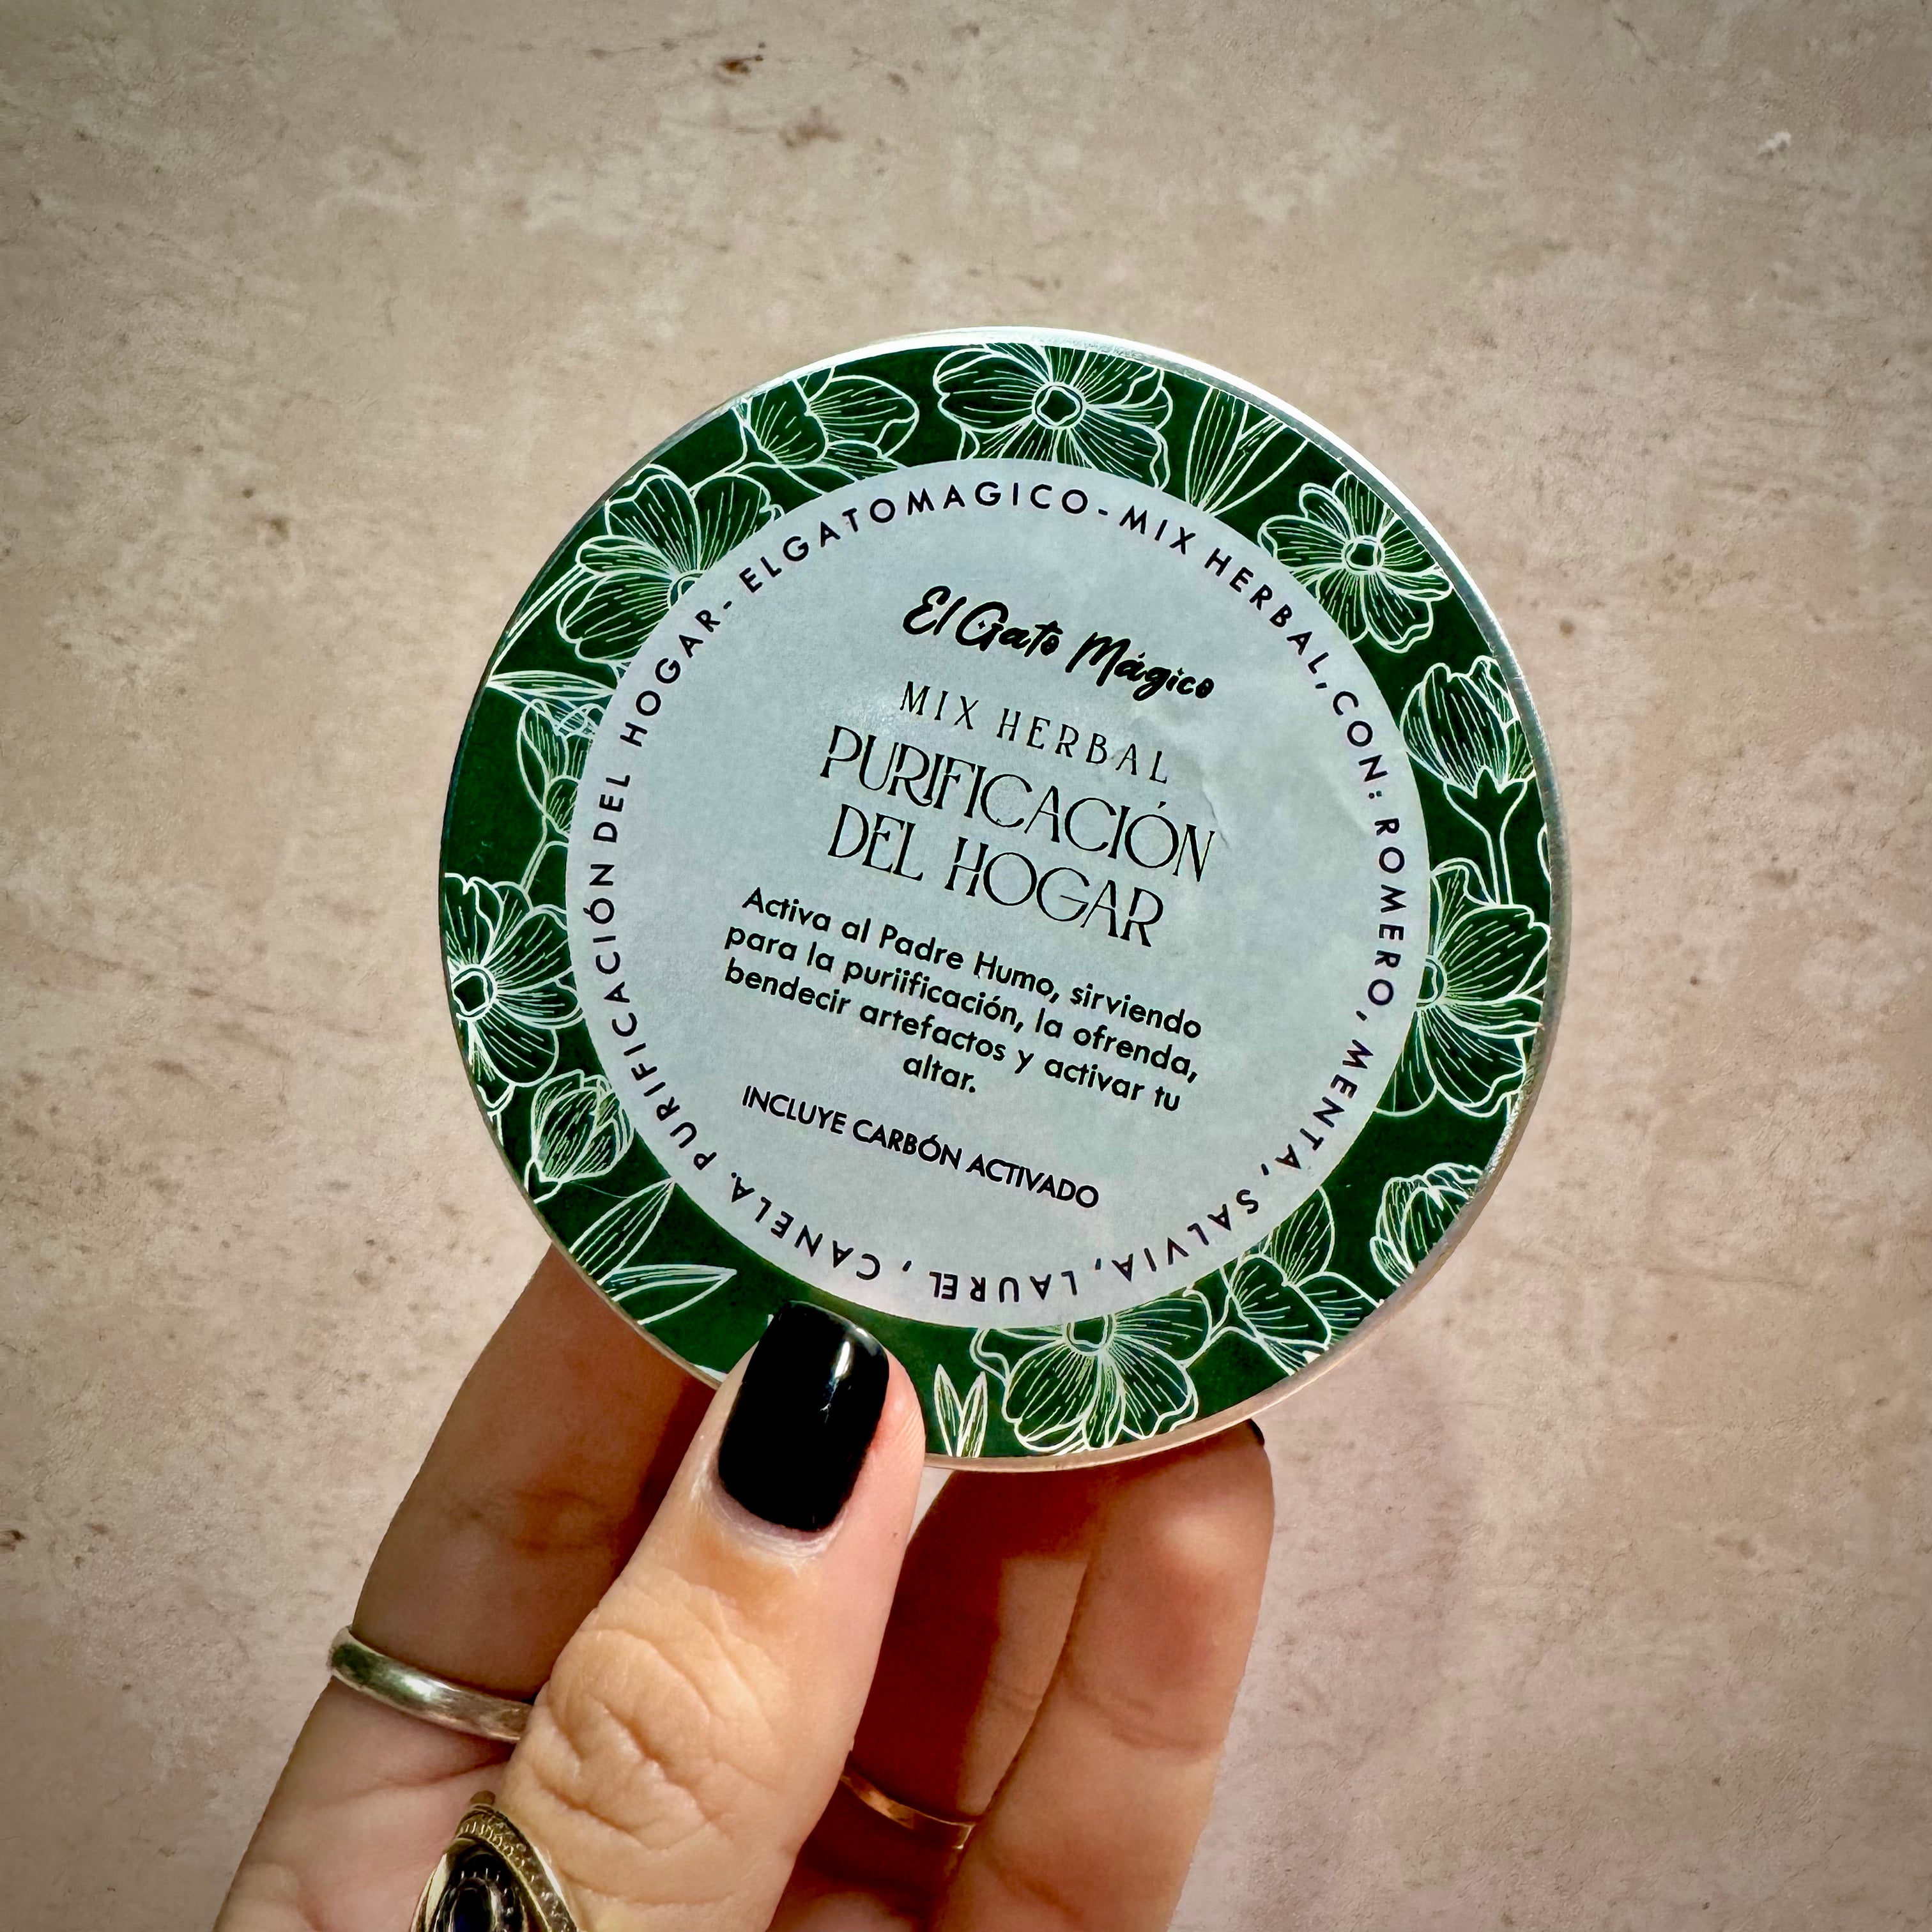 El Gato Mágico
MIX HERBAL
PURIFICACIÓN
DEL HOGAR
Activa al Padre Humo, sirviendo
para la puriificación, la ofrenda,
bendecir artefactos y activar tu
altar.
INCLUYE CARBÓN ACTIVADO
ELGATOMAGICO - MIX HERBAL, CON: ROMERO, MENTA, SALVIA, LAUREL , CANELA. PURIFICACIÓN DEL HOGAR -